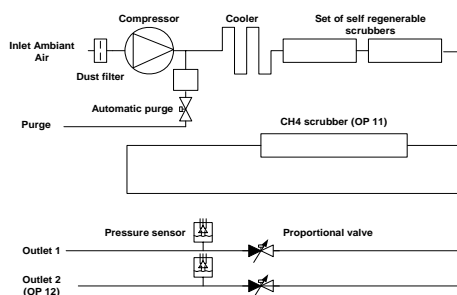 Compressor
Cooler
Set of self regenerable
scrubbers
Inlet Ambiant
Air
Dust filter
Automatic purge
Purge
CH4 scrubber (OP 11)
Pressure sensor
Proportional valve
Outlet 1
Outlet 2
(OP 12)